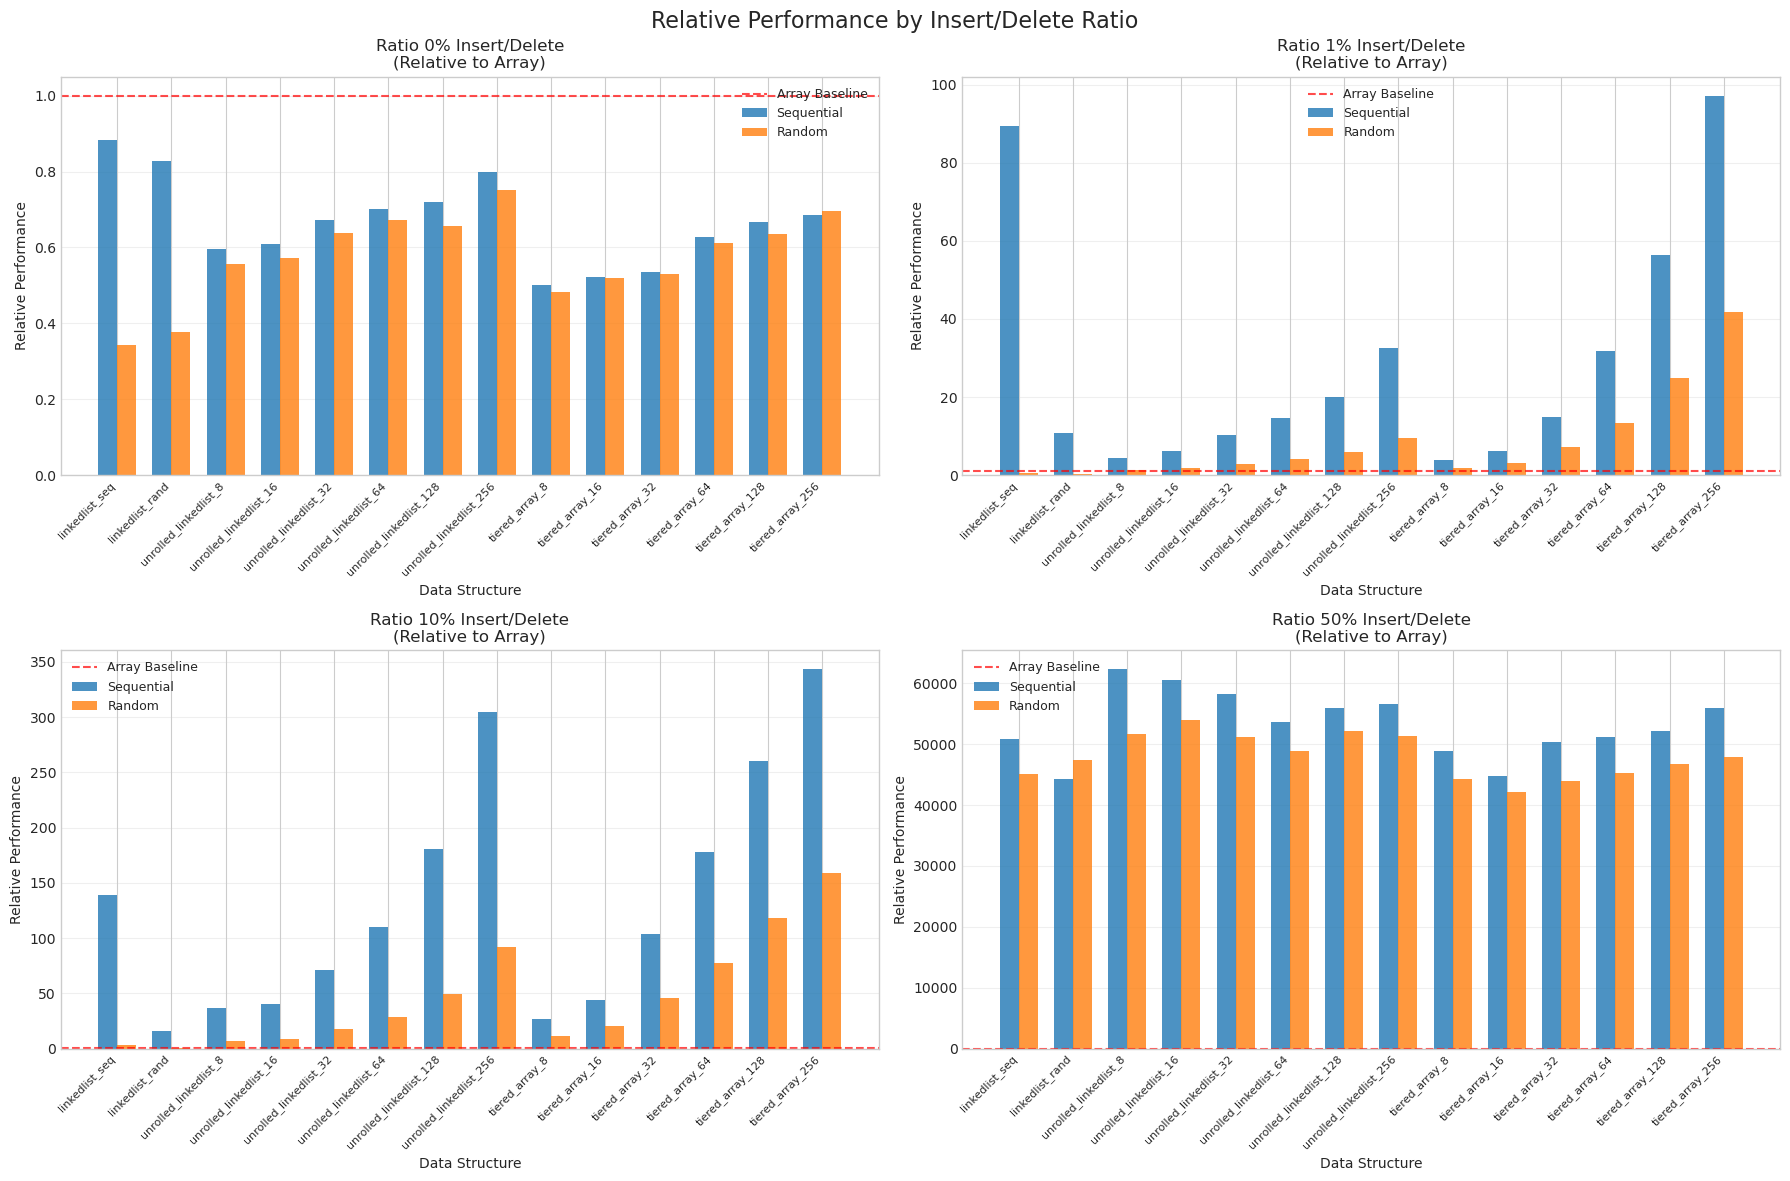 Relative Performance by Insert/Delete Ratio
Ratio 0% Insert/Delete
(Relative to Array)
Relative Performance
1.0
0.8
0.6
0.4
0.2
0.0
Array Baseline
Sequential
Random
linkedlist_seq
linkedlist_rand
unrolled_linkedlist_8
unrolled_linkedlist_16
unrolled_linkedlist_32
unrolled_linkedlist_64
unrolled_linkedlist_128
unrolled_linkedlist_256
tiered_array_8
tiered_array_16
tiered_array_32
tiered_array_64
tiered_array_128
tiered_array_256
Data Structure
Ratio 1% Insert/Delete
(Relative to Array)
Relative Performance
100
80
60
40
20
0
Array Baseline
Sequential
Random
linkedlist_seq
linkedlist_rand
unrolled_linkedlist_8
unrolled_linkedlist_16
unrolled_linkedlist_32
unrolled_linkedlist_64
unrolled_linkedlist_128
unrolled_linkedlist_256
tiered_array_8
tiered_array_16
tiered_array_32
tiered_array_64
tiered_array_128
tiered_array_256
Data Structure
Ratio 10% Insert/Delete
(Relative to Array)
Relative Performance
350
300
250
200
150
100
50
0
Array Baseline
Sequential
Random
linkedlist_seq
linkedlist_rand
unrolled_linkedlist_8
unrolled_linkedlist_16
unrolled_linkedlist_32
unrolled_linkedlist_64
unrolled_linkedlist_128
unrolled_linkedlist_256
tiered_array_8
tiered_array_16
tiered_array_32
tiered_array_64
tiered_array_128
tiered_array_256
Data Structure
Ratio 50% Insert/Delete
(Relative to Array)
Relative Performance
60000
50000
40000
30000
20000
10000
0
Array Baseline
Sequential
Random
linkedlist_seq
linkedlist_rand
unrolled_linkedlist_8
unrolled_linkedlist_16
unrolled_linkedlist_32
unrolled_linkedlist_64
unrolled_linkedlist_128
unrolled_linkedlist_256
tiered_array_8
tiered_array_16
tiered_array_32
tiered_array_64
tiered_array_128
tiered_array_256
Data Structure